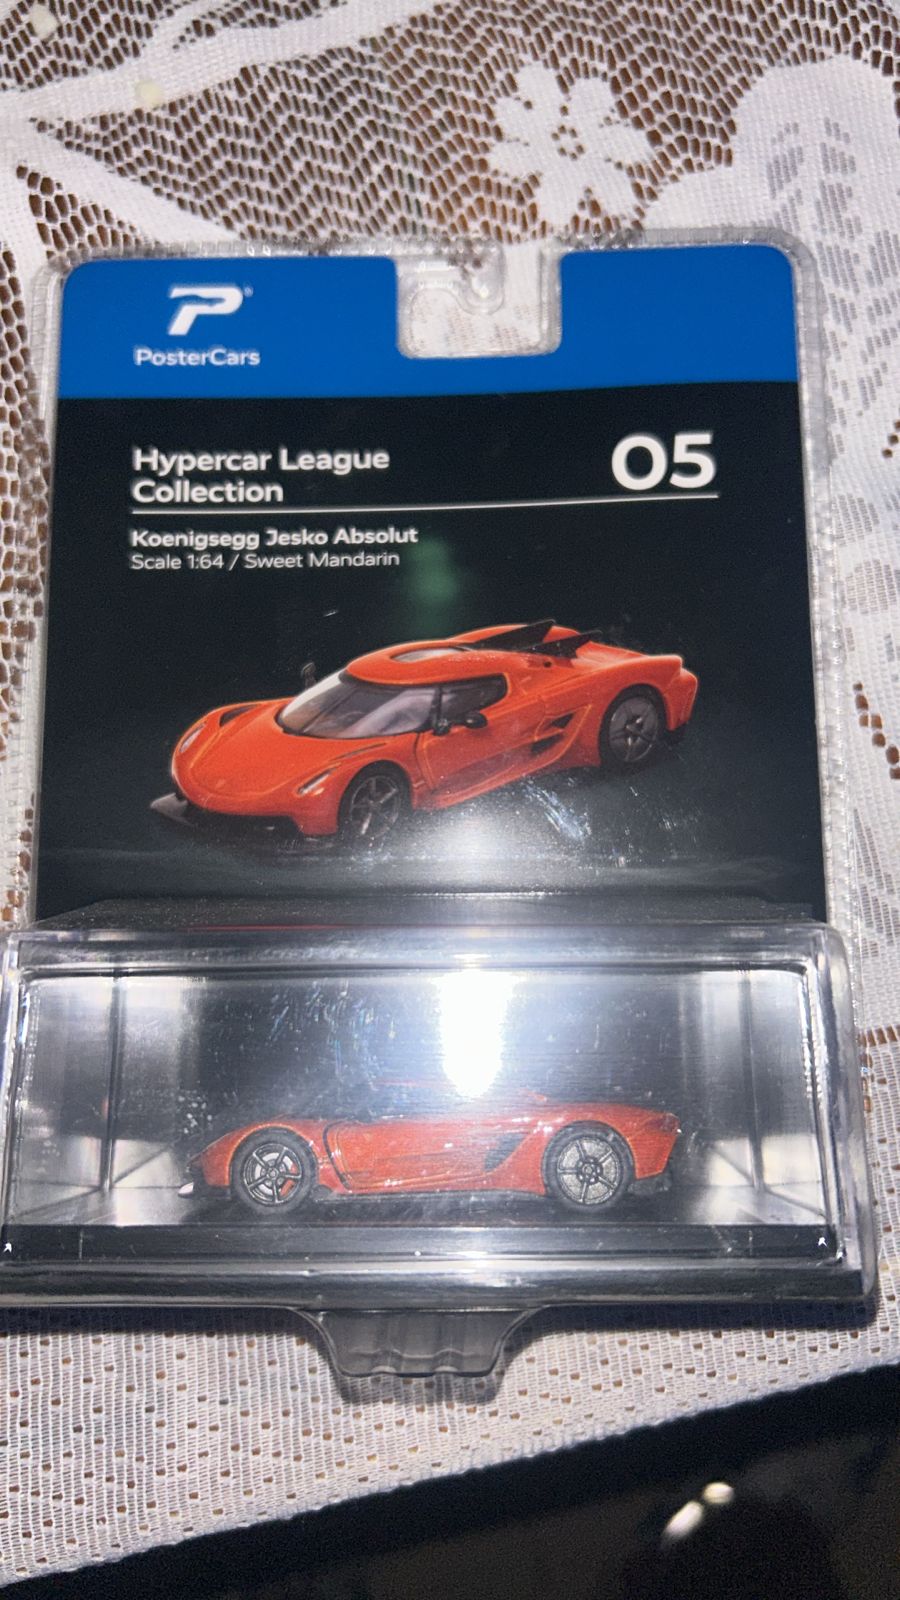 PosterCars
Hypercar League
Collection
05
Koenigsegg Jesko Absolut
Scale 1:64 / Sweet Mandarin